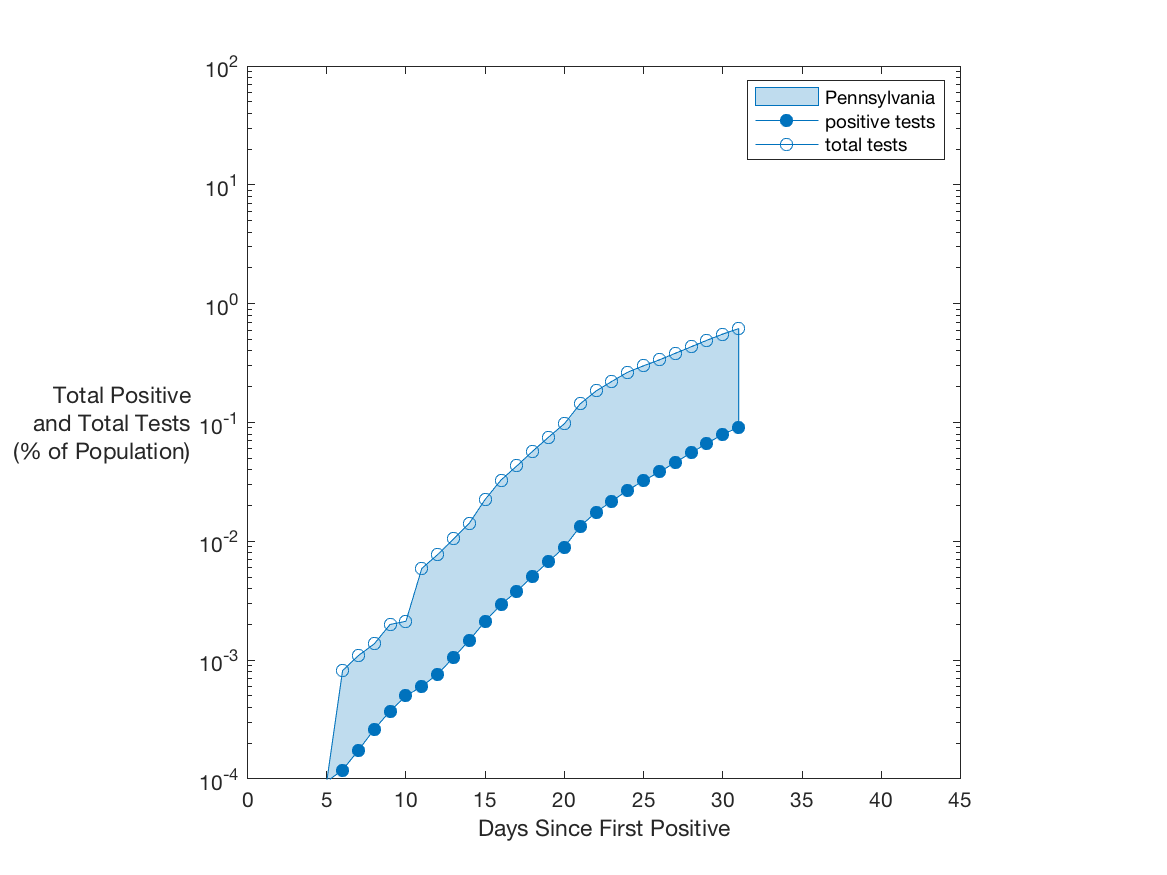 10^2
10^1
10^0
10^-1
10^-2
10^-3
10^-4
Total Positive
and Total Tests
(% of Population)
Pennsylvania
positive tests
total tests
0 5 10 15 20 25 30 35 40 45
Days Since First Positive